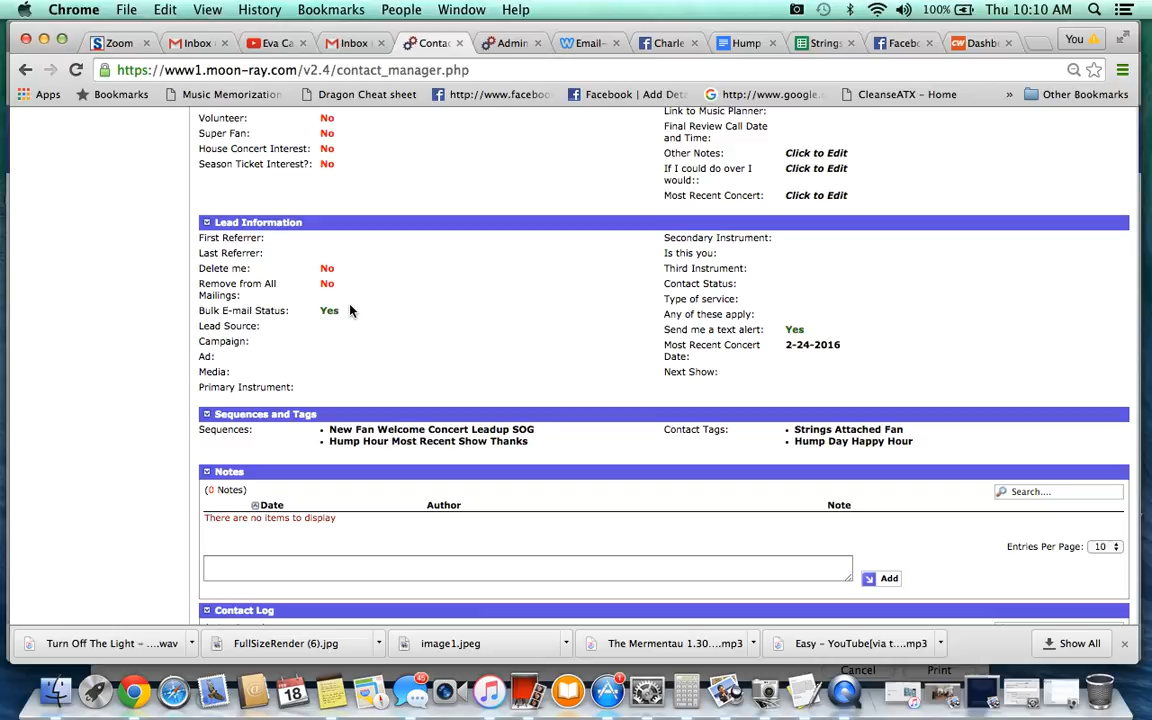 Chrome File Edit View History Bookmarks People Window Help 100% Thu 10:10 AM
Zoom Inbox Eva Ca Inbox Contac Admin Email- Charle Hump String: Faceb Dashb You
https://www1.moon-ray.com/v2.4/contact_manager.php
Apps Bookmarks Music Memorization Dragon Cheat sheet http://www.faceboo Facebook | Add Det http://www.google.c CleanseATX - Home » Other Bookmarks
Volunteer: No
Super Fan: No
House Concert Interest: No
Season Ticket Interest?: No
Link to Music Planner:
Final Review Call Date
and Time:
Other Notes: Click to Edit
If I could do over I Click to Edit
would::
Most Recent Concert: Click to Edit
Lead Information
First Referrer:
Last Referrer:
Delete me: No
Remove from All No
Mailings:
Bulk E-mail Status: Yes
Lead Source:
Campaign:
Ad:
Media:
Primary Instrument:
Secondary Instrument:
Is this you:
Third Instrument:
Contact Status:
Type of service:
Any of these apply:
Send me a text alert: Yes
Most Recent Concert 2-24-2016
Date:
Next Show:
Sequences and Tags
Sequences: • New Fan Welcome Concert Leadup SOG
• Hump Hour Most Recent Show Thanks
Contact Tags: • Strings Attached Fan
• Hump Day Happy Hour
Notes
(0 Notes)
Search....
Date Author Note
There are no items to display
Entries Per Page: 10
Add
Contact Log
Turn Off The Light – ....wav FullSizeRender (6).jpg image1.jpeg The Mermentau 1.30....mp3 Easy – YouTube[via t....mp3 Show All
Cancel Print
45
FEB
18
1